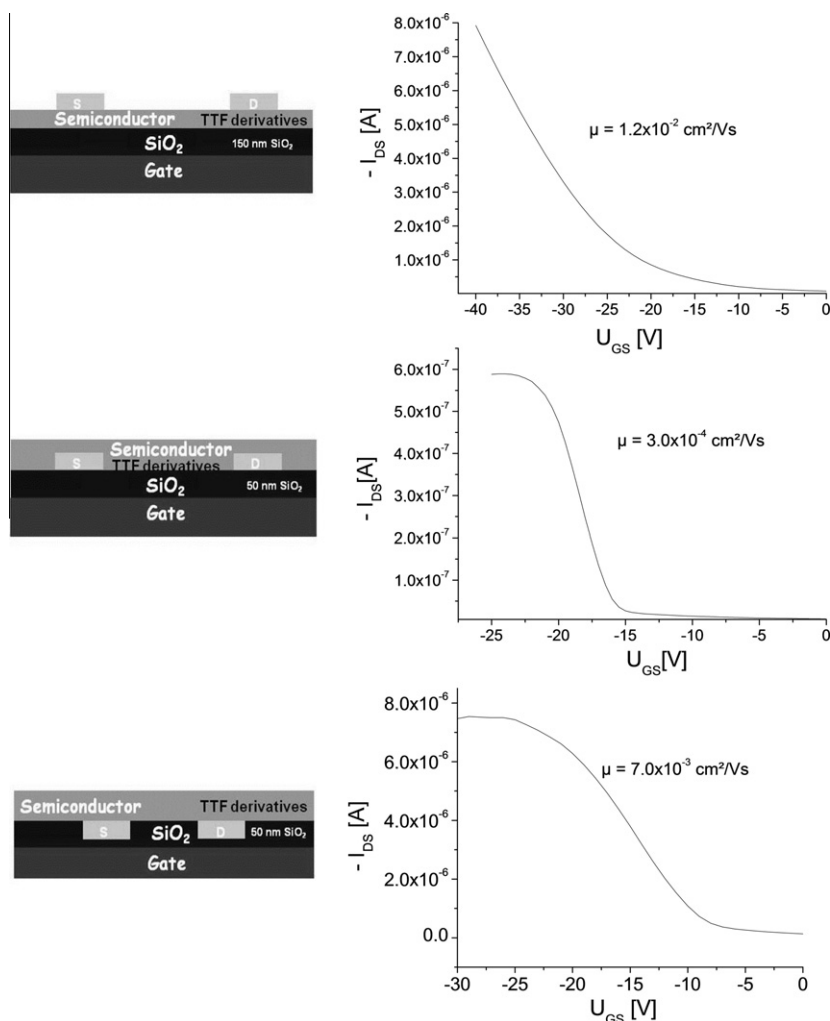 S D
Semiconductor TTF derivatives
SiO₂ 150 nm SiO₂
Gate
8.0x10⁻⁶
7.0x10⁻⁶
6.0x10⁻⁶
5.0x10⁻⁶
4.0x10⁻⁶
3.0x10⁻⁶
2.0x10⁻⁶
1.0x10⁻⁶
- I_DS [A]
μ = 1.2x10⁻² cm²/Vs
-40 -35 -30 -25 -20 -15 -10 -5 0
U_GS [V]
Semiconductor
S TTF derivatives D
SiO₂ 50 nm SiO₂
Gate
6.0x10⁻⁷
5.0x10⁻⁷
4.0x10⁻⁷
3.0x10⁻⁷
2.0x10⁻⁷
1.0x10⁻⁷
- I_DS[A]
μ = 3.0x10⁻⁴ cm²/Vs
-25 -20 -15 -10 -5 0
U_GS[V]
Semiconductor TTF derivatives
S SiO₂ D 50 nm SiO₂
Gate
8.0x10⁻⁶
6.0x10⁻⁶
4.0x10⁻⁶
2.0x10⁻⁶
0.0
- I_DS [A]
μ = 7.0x10⁻³ cm²/Vs
-30 -25 -20 -15 -10 -5 0
U_GS [V]